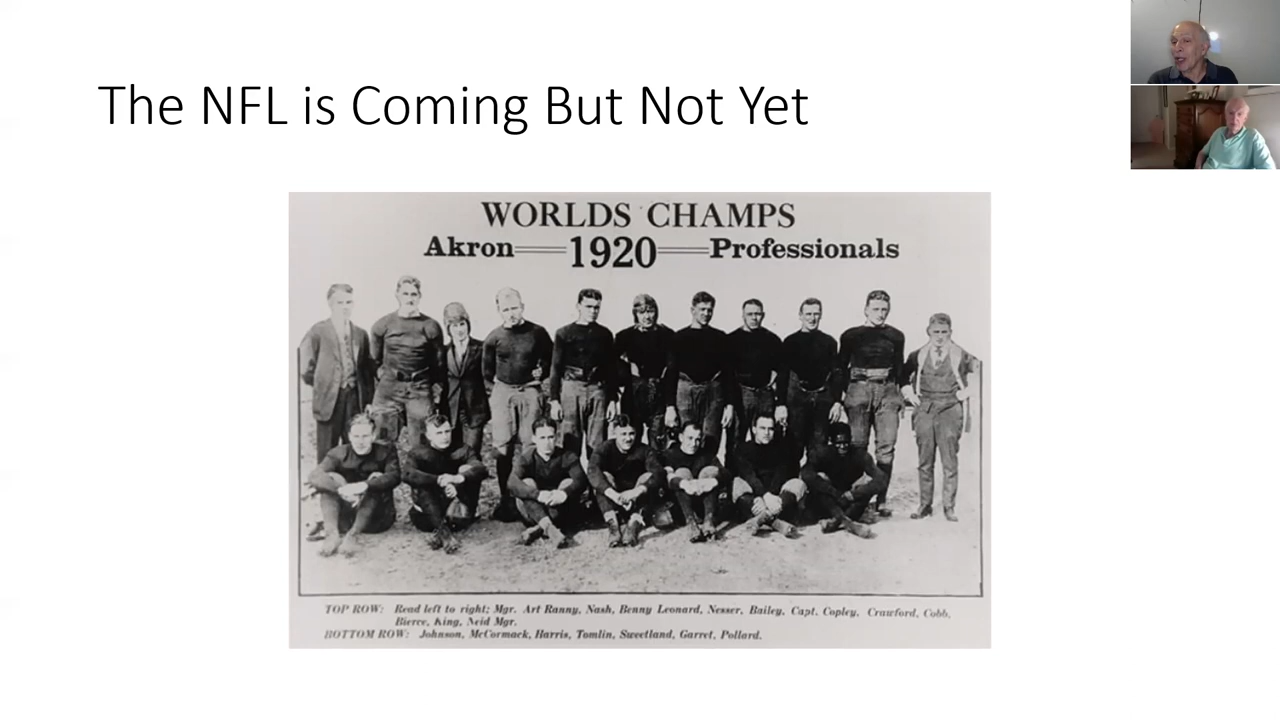 The NFL is Coming But Not Yet
WORLDS CHAMPS
Akron 1920 Professionals
TOP ROW: Read left to right; Mgr. Art Ranny, Nash, Benny Leonard, Nesser, Bailey, Capt. Copley, Crawford, Cobb,
Bierce, King, Neid Mgr.
BOTTOM ROW: Johnson, McCormack, Harris, Tomlin, Sweetland, Garret, Pollard.